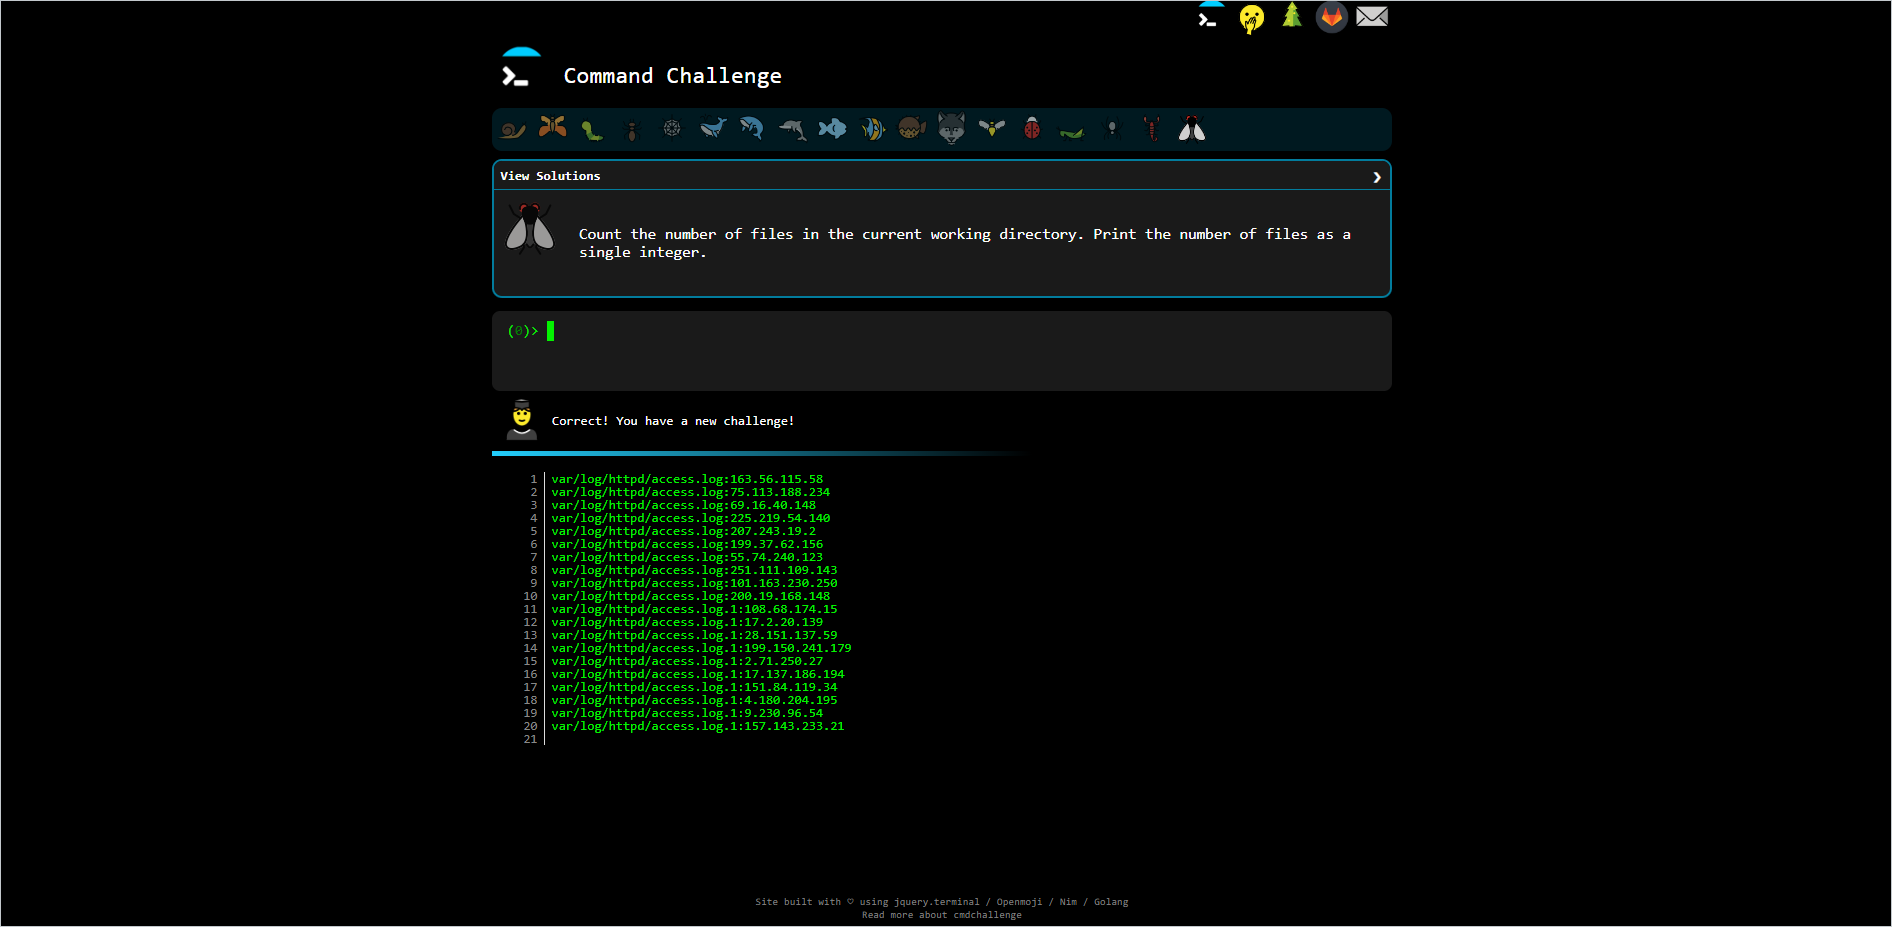 Command Challenge
View Solutions
Count the number of files in the current working directory. Print the number of files as a
single integer.
(0)>
Correct! You have a new challenge!
1 var/log/httpd/access.log:163.56.115.58
2 var/log/httpd/access.log:75.113.188.234
3 var/log/httpd/access.log:69.16.40.148
4 var/log/httpd/access.log:225.219.54.140
5 var/log/httpd/access.log:207.243.19.2
6 var/log/httpd/access.log:199.37.62.156
7 var/log/httpd/access.log:55.74.240.123
8 var/log/httpd/access.log:251.111.109.143
9 var/log/httpd/access.log:101.163.230.250
10 var/log/httpd/access.log:200.19.168.148
11 var/log/httpd/access.log.1:108.68.174.15
12 var/log/httpd/access.log.1:17.2.20.139
13 var/log/httpd/access.log.1:28.151.137.59
14 var/log/httpd/access.log.1:199.150.241.179
15 var/log/httpd/access.log.1:2.71.250.27
16 var/log/httpd/access.log.1:17.137.186.194
17 var/log/httpd/access.log.1:151.84.119.34
18 var/log/httpd/access.log.1:4.180.204.195
19 var/log/httpd/access.log.1:9.230.96.54
20 var/log/httpd/access.log.1:157.143.233.21
21
Site built with ♡ using jquery.terminal / Openmoji / Nim / Golang
Read more about cmdchallenge